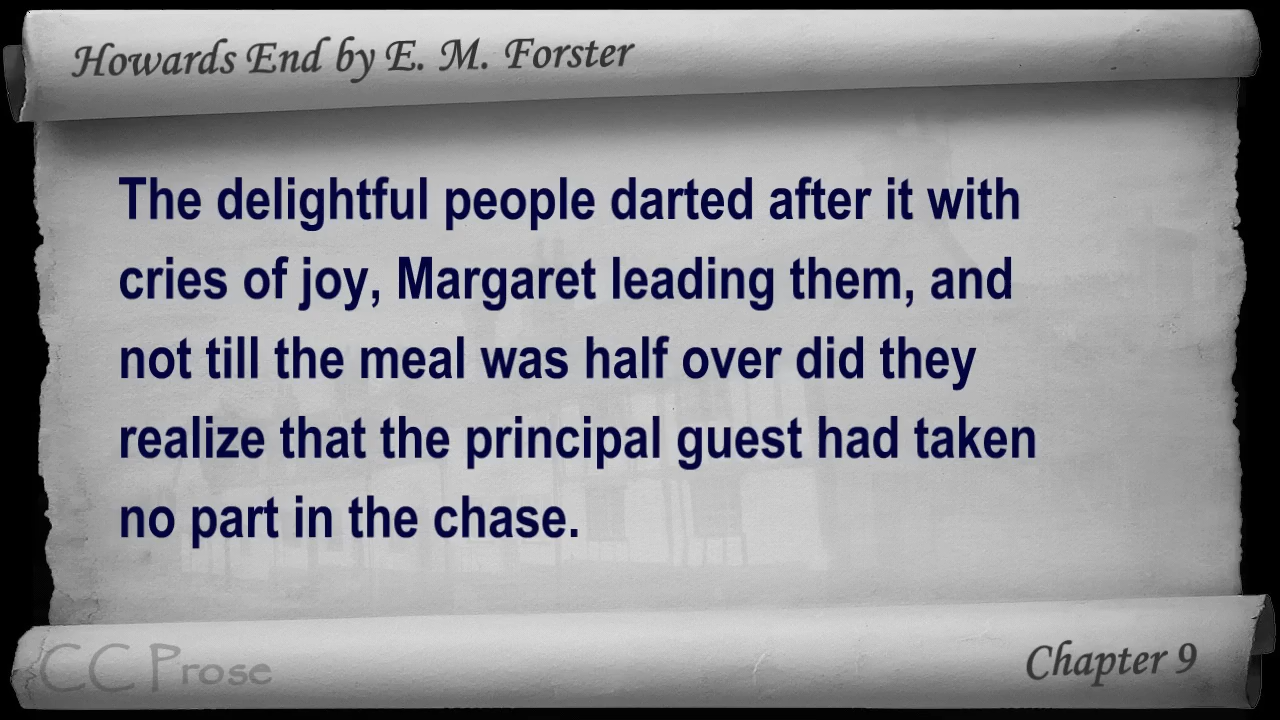 Howards End by E. M. Forster
The delightful people darted after it with
cries of joy, Margaret leading them, and
not till the meal was half over did they
realize that the principal guest had taken
no part in the chase.
CC Prose
Chapter 9